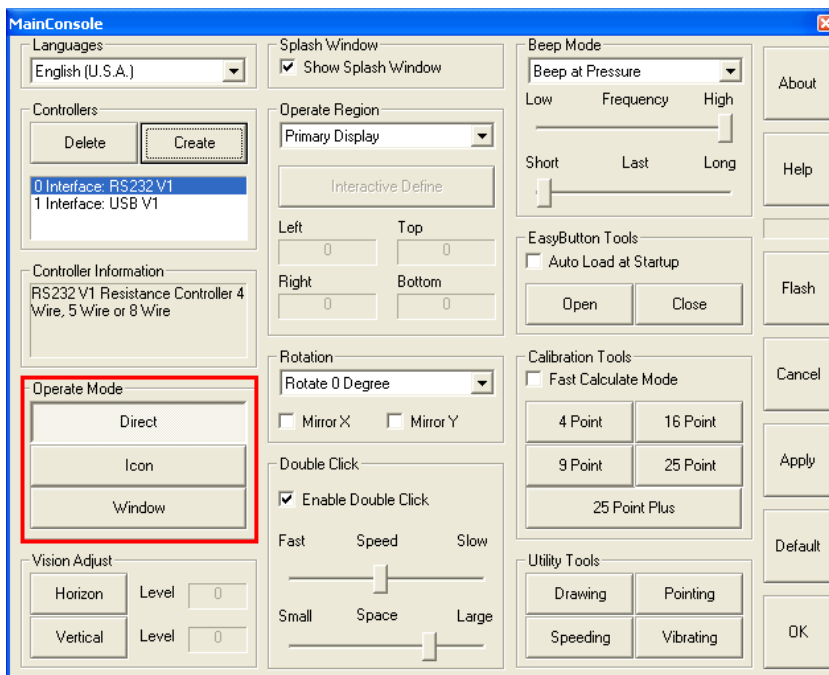 MainConsole
Languages
English (U.S.A.)
Controllers
Delete
Create
0 Interface: RS232 V1
1 Interface: USB V1
Controller Information
RS232 V1 Resistance Controller 4
Wire, 5 Wire or 8 Wire
Operate Mode
Direct
Icon
Window
Vision Adjust
Horizon
Level
0
Vertical
Level
0
Splash Window
Show Splash Window
Operate Region
Primary Display
Interactive Define
Left Top
0 0
Right Bottom
0 0
Rotation
Rotate 0 Degree
Mirror X
Mirror Y
Double Click
Enable Double Click
Fast Speed Slow
Small Space Large
Beep Mode
Beep at Pressure
Low Frequency High
Short Last Long
EasyButton Tools
Auto Load at Startup
Open
Close
Calibration Tools
Fast Calculate Mode
4 Point
16 Point
9 Point
25 Point
25 Point Plus
Utility Tools
Drawing
Pointing
Speeding
Vibrating
About
Help
Flash
Cancel
Apply
Default
OK